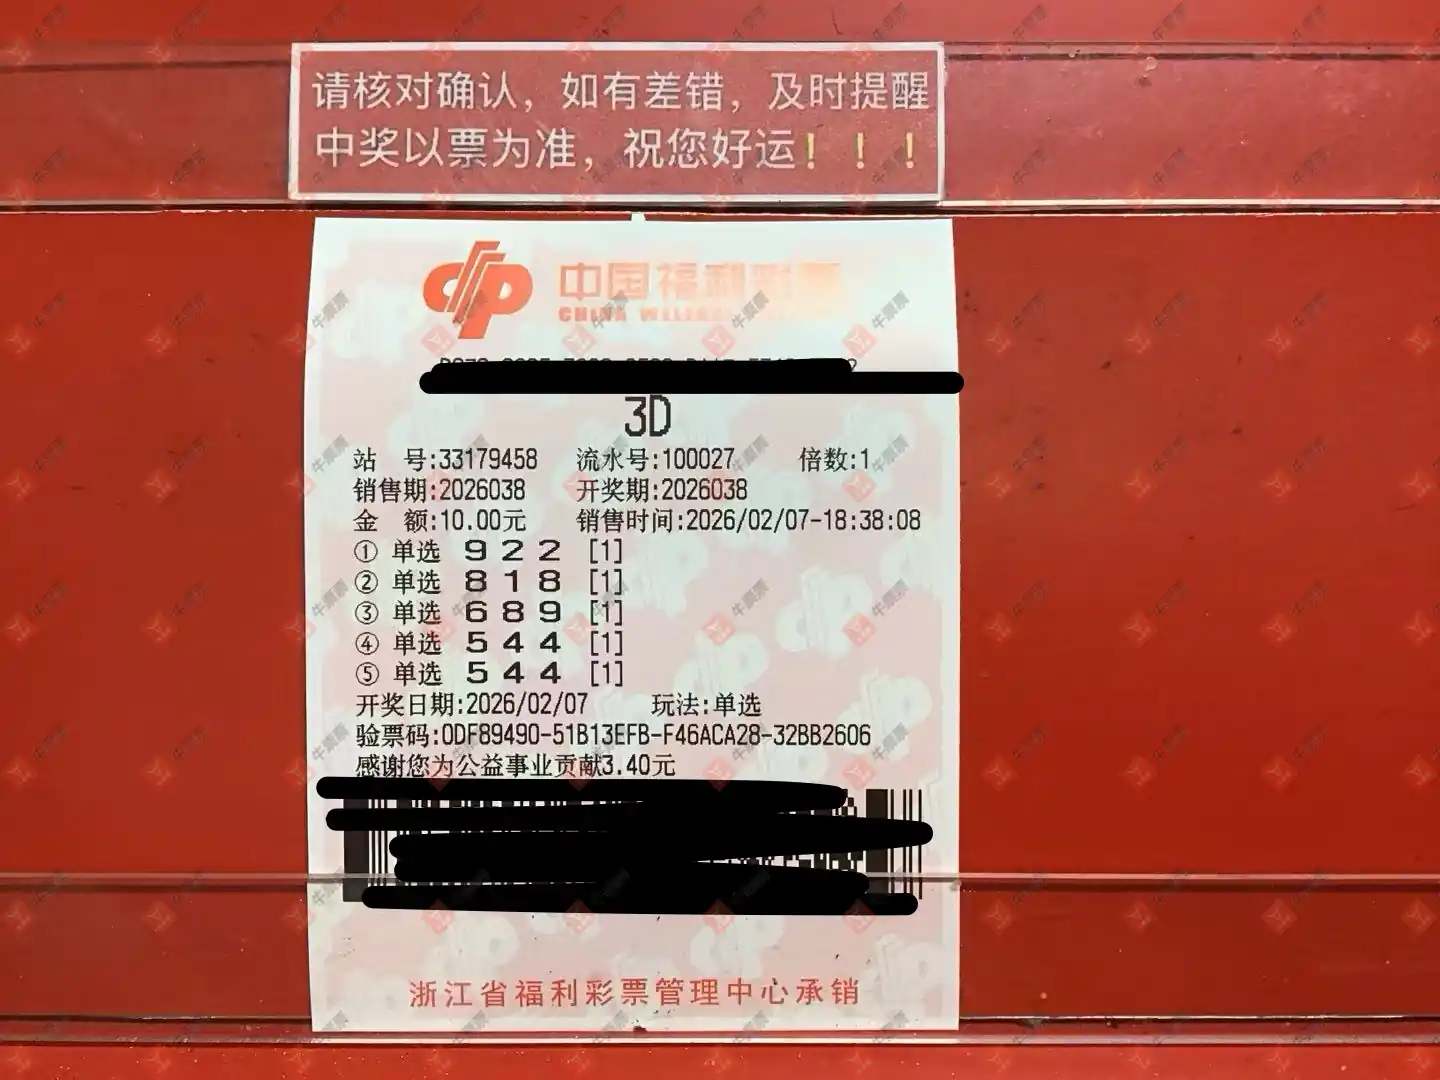 请核对确认，如有差错，及时提醒
中奖以票为准，祝您好运！！！
中国福利彩票
CHINA
3D
站 号:33179458 流水号:100027 倍数:1
销售期:2026038 开奖期:2026038
金 额:10.00元 销售时间:2026/02/07-18:38:08
① 单选 9 2 2 [1]
② 单选 8 1 8 [1]
③ 单选 6 8 9 [1]
④ 单选 5 4 4 [1]
⑤ 单选 5 4 4 [1]
开奖日期:2026/02/07 玩法:单选
验票码:0DF89490-51B13EFB-F46ACA28-32BB2606
感谢您为公益事业贡献3.40元
浙江省福利彩票管理中心承销
牛票票